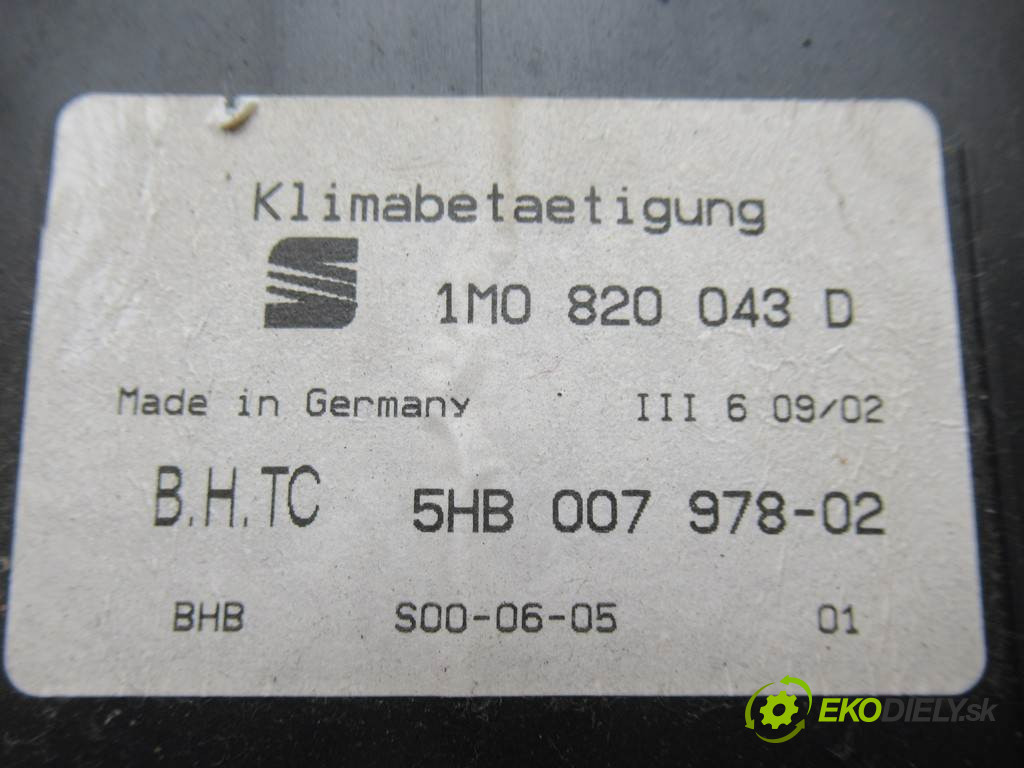 Klimabetaetigung
1M0 820 043 D
Made in Germany III 6 09/02
B.H.TC 5HB 007 978-02
BHB S00-06-05 01
EKODIELY.sk